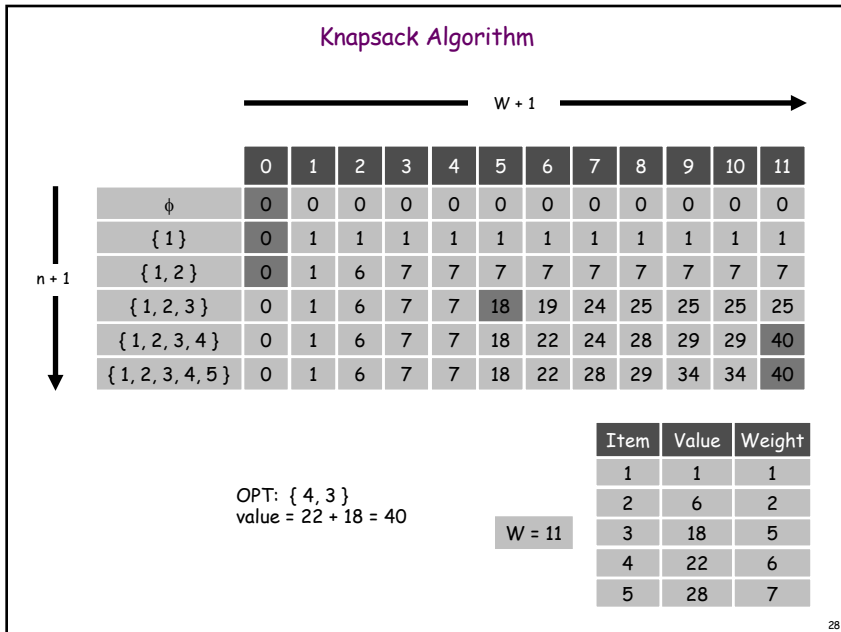 Knapsack Algorithm
W + 1
0 1 2 3 4 5 6 7 8 9 10 11
ϕ 0 0 0 0 0 0 0 0 0 0 0 0
{ 1 } 0 1 1 1 1 1 1 1 1 1 1 1
n + 1
{ 1, 2 } 0 1 6 7 7 7 7 7 7 7 7 7
{ 1, 2, 3 } 0 1 6 7 7 18 19 24 25 25 25 25
{ 1, 2, 3, 4 } 0 1 6 7 7 18 22 24 28 29 29 40
{ 1, 2, 3, 4, 5 } 0 1 6 7 7 18 22 28 29 34 34 40
OPT: { 4, 3 }
value = 22 + 18 = 40
W = 11
Item Value Weight
1 1 1
2 6 2
3 18 5
4 22 6
5 28 7
28